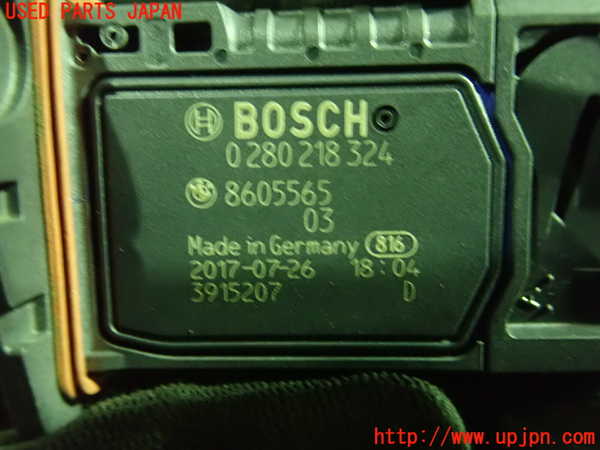 USED PARTS JAPAN
BOSCH
0 280 218 324
8605565
03
Made in Germany 816
2017-07-26 18:04
3915207 D
http://www.upjpn.com